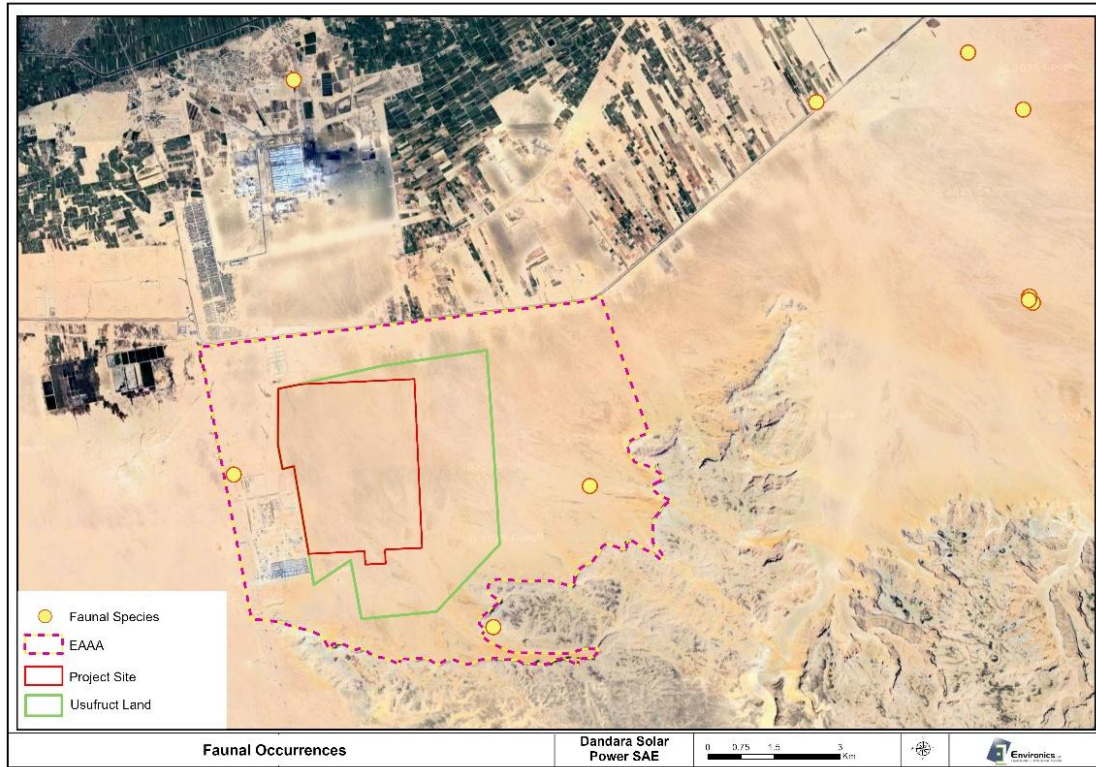 Faunal Species
EAAA
Project Site
Usufruct Land
Faunal Occurrences
Dandara Solar
Power SAE
0 0.75 1.5 3
Km
Environics